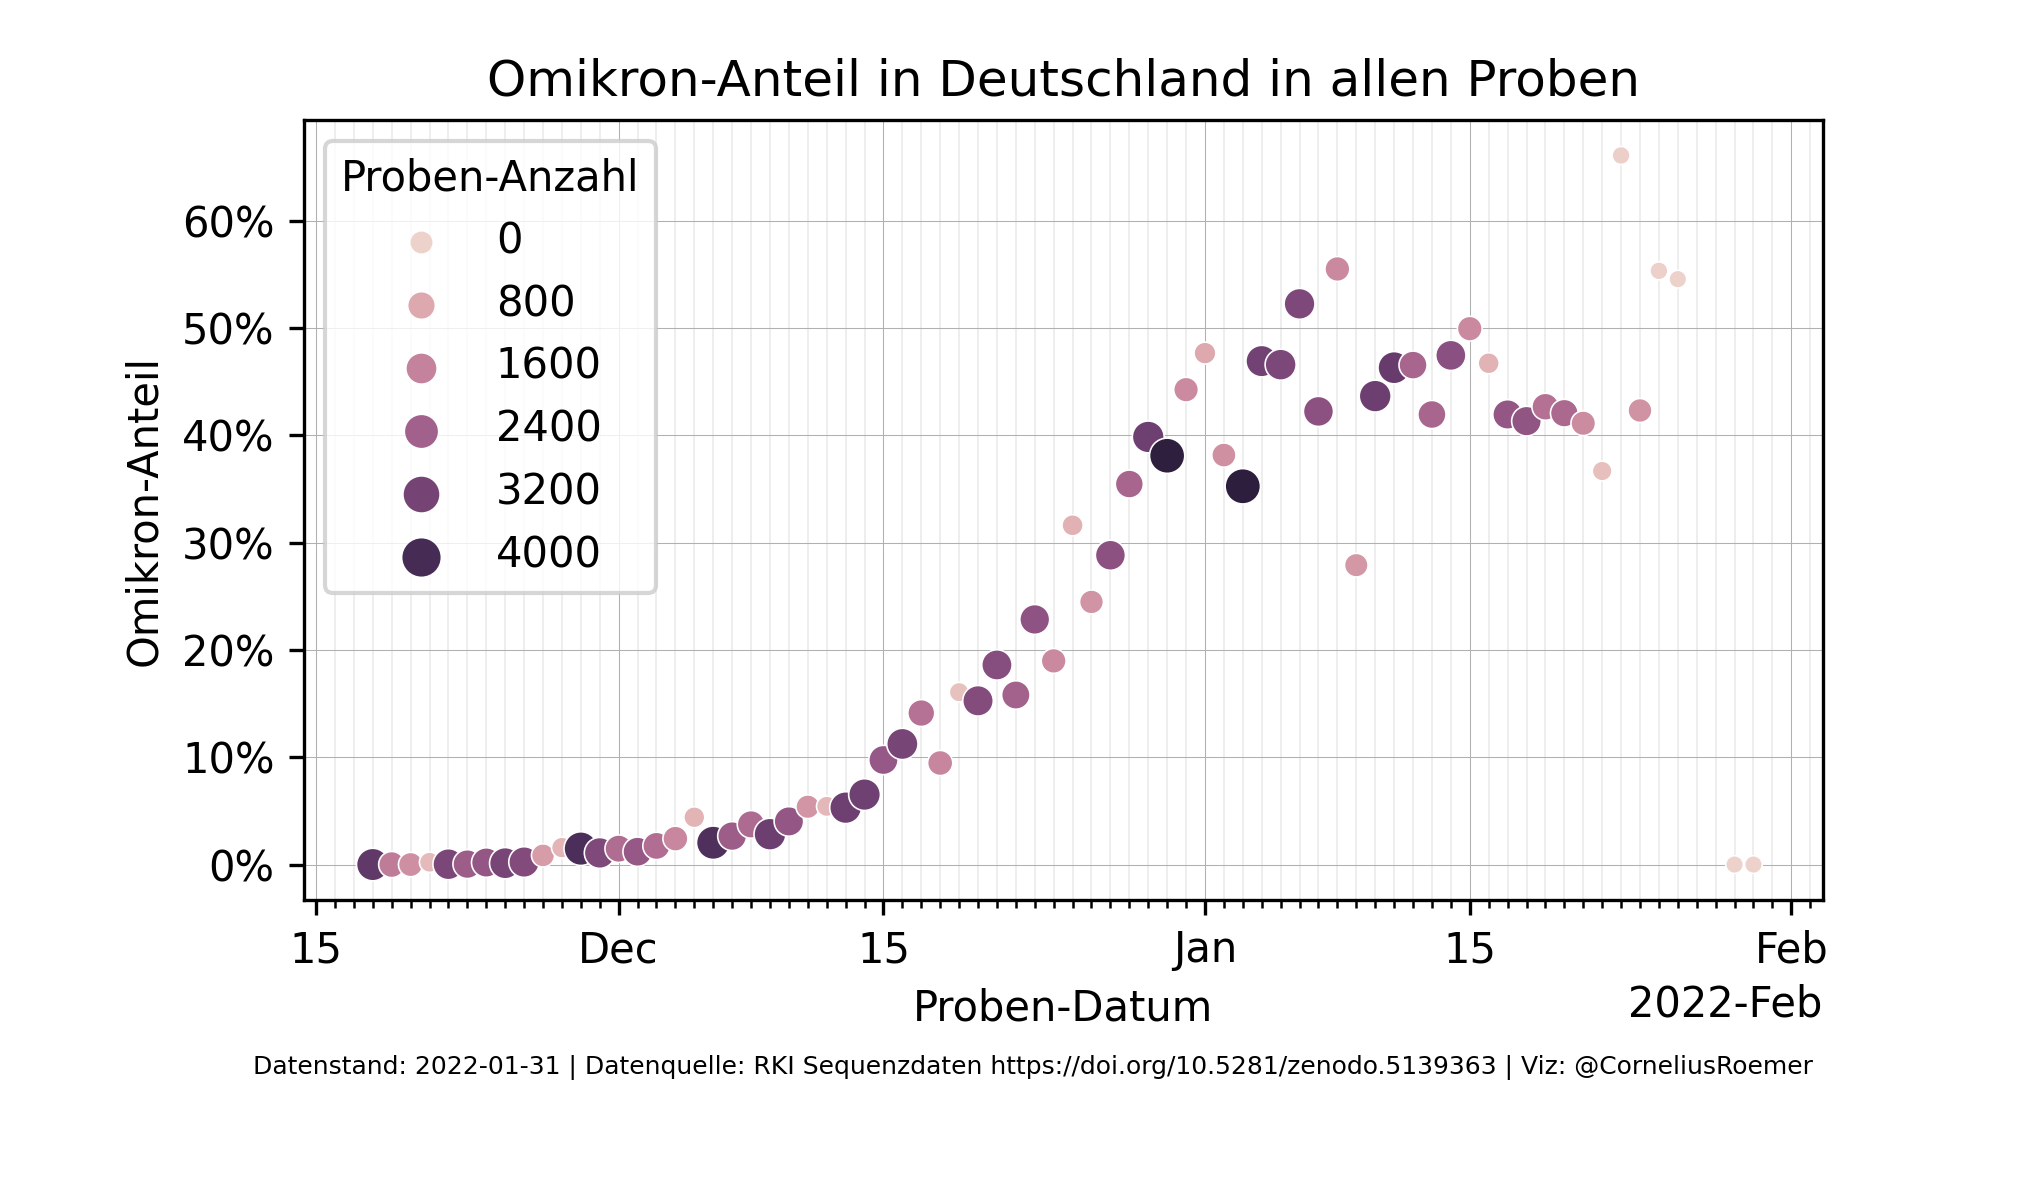 Omikron-Anteil in Deutschland in allen Proben
Proben-Anzahl
0
800
1600
2400
3200
4000
Omikron-Anteil
60%
50%
40%
30%
20%
10%
0%
15 Dec 15 Jan 15 Feb
Proben-Datum
2022-Feb
Datenstand: 2022-01-31 | Datenquelle: RKI Sequenzdaten https://doi.org/10.5281/zenodo.5139363 | Viz: @CorneliusRoemer